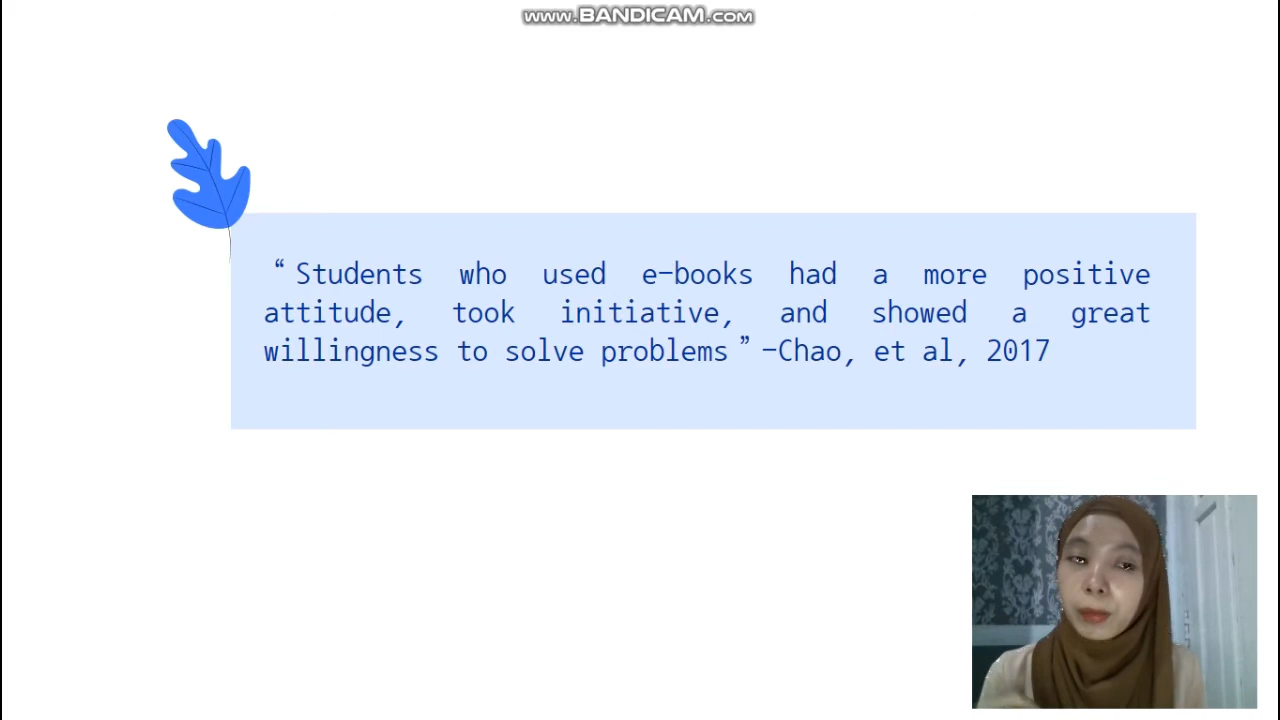 www.BANDICAM.com
“Students who used e-books had a more positive
attitude, took initiative, and showed a great
willingness to solve problems” -Chao, et al, 2017